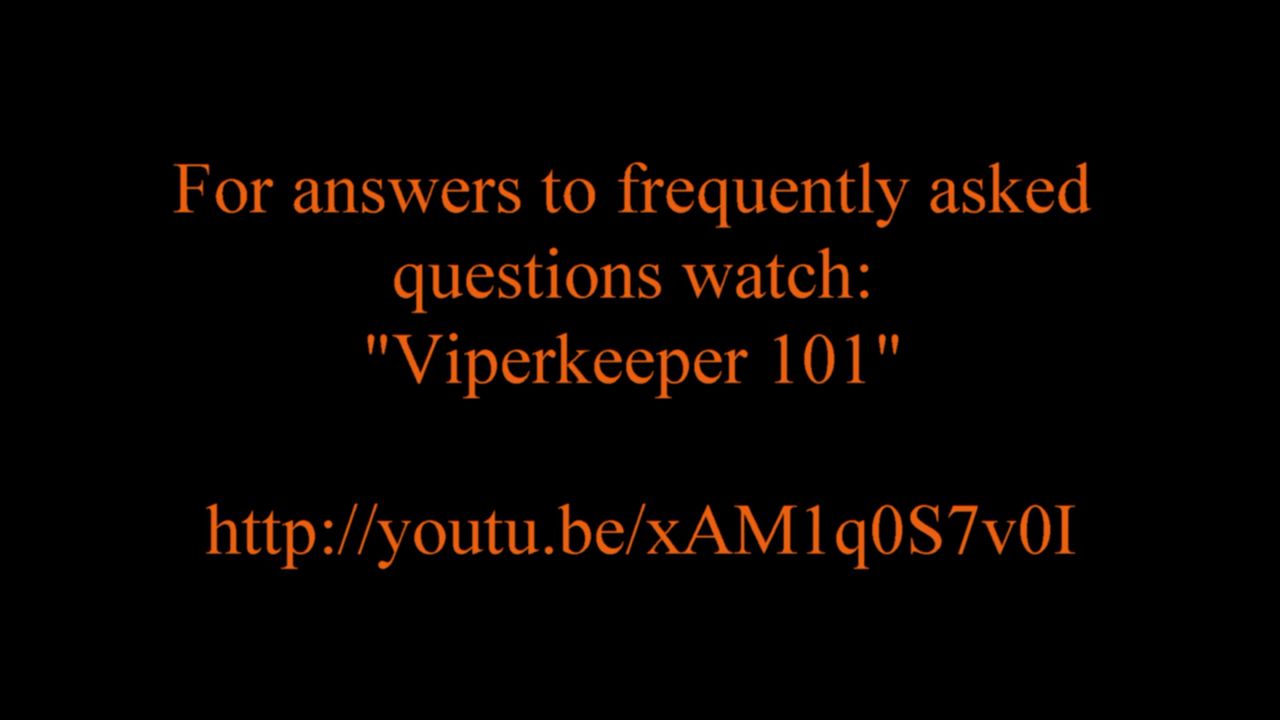 For answers to frequently asked
questions watch:
"Viperkeeper 101"
http://youtu.be/xAM1q0S7v0I